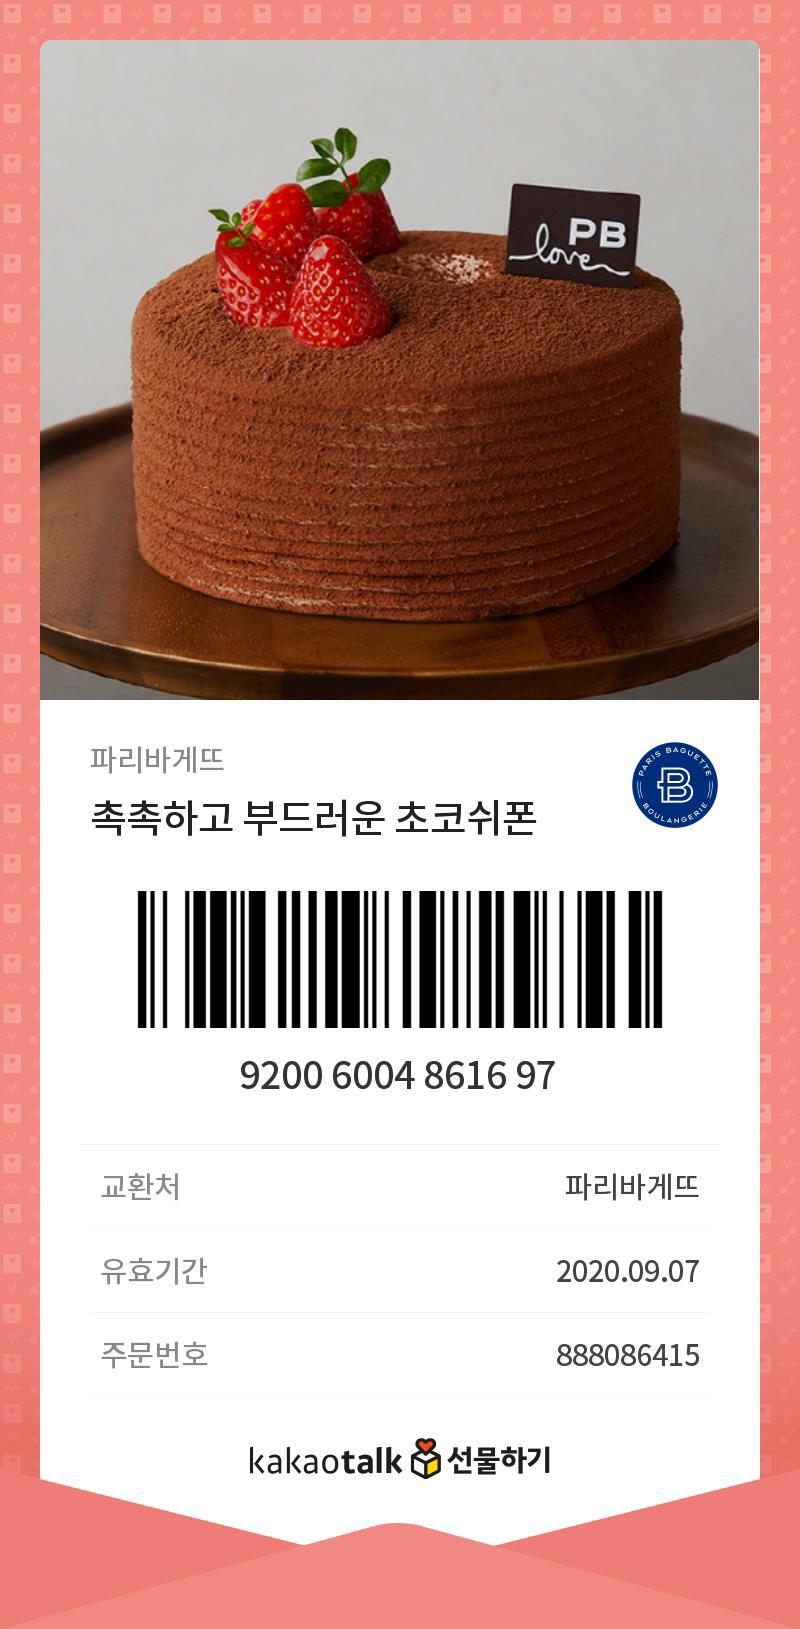 PB
love
파리바게뜨
촉촉하고 부드러운 초코쉬폰
PARIS BAGUETTE
B
BOULANGERIE
9200 6004 8616 97
교환처 파리바게뜨
유효기간 2020.09.07
주문번호 888086415
kakaotalk 선물하기